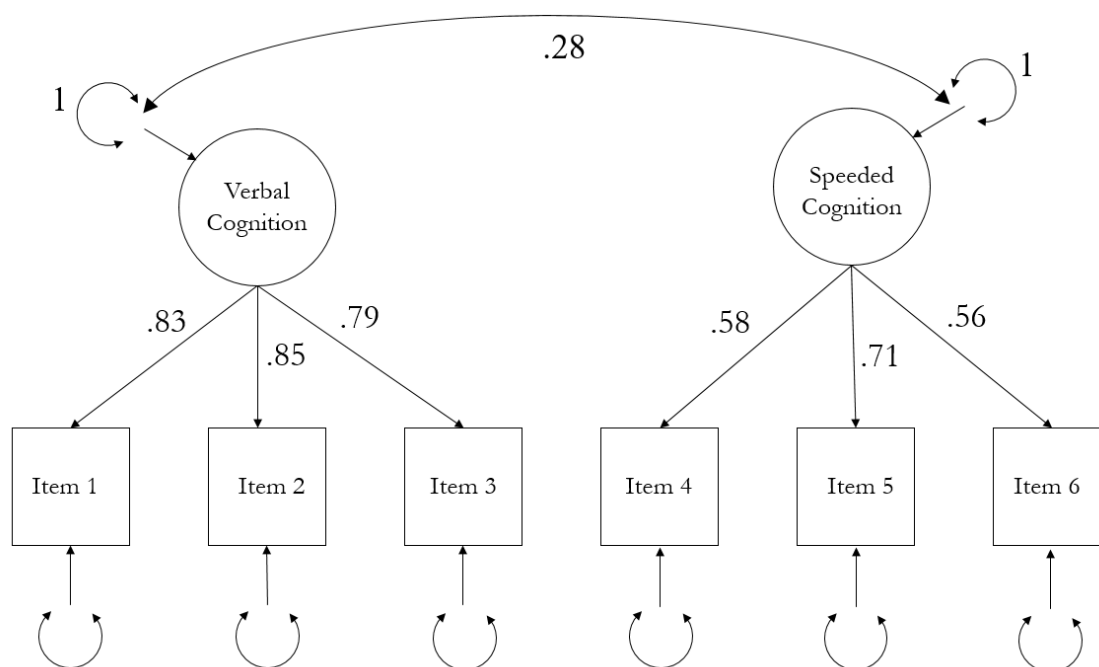 .28
1
1
Verbal
Cognition
Speeded
Cognition
.83
.85
.79
.58
.71
.56
Item 1
Item 2
Item 3
Item 4
Item 5
Item 6